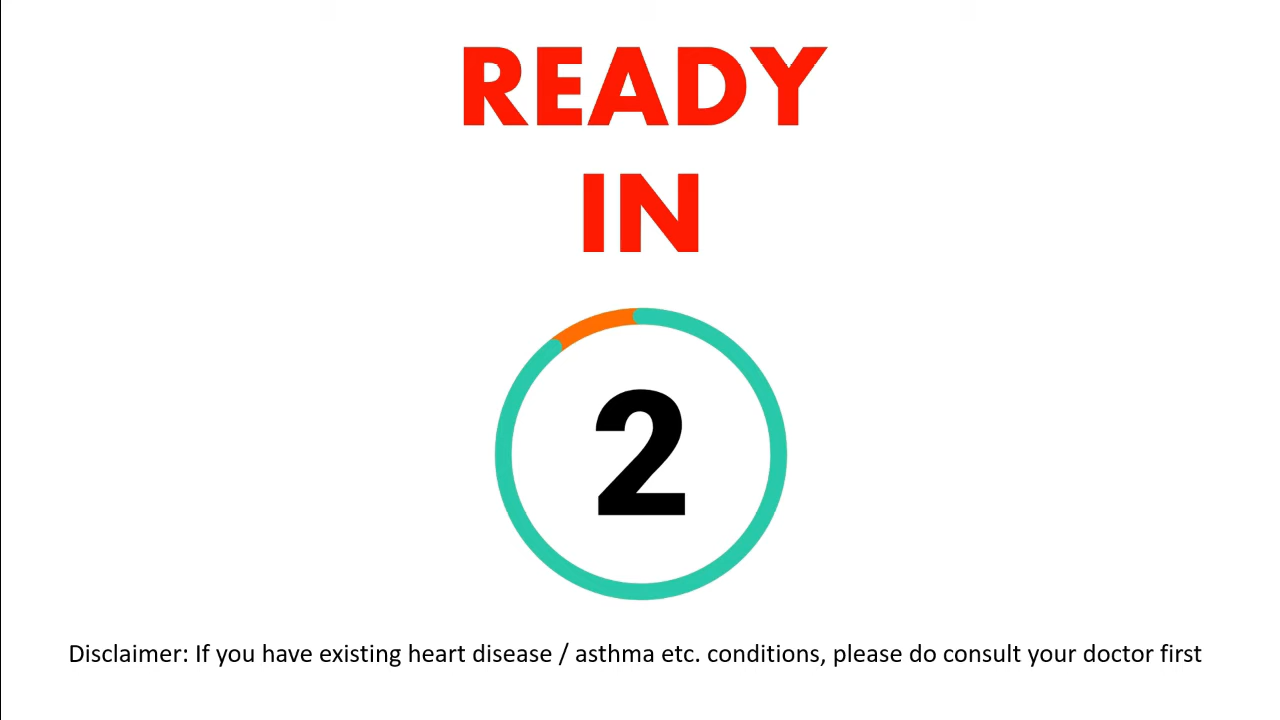 READY
IN
2
Disclaimer: If you have existing heart disease / asthma etc. conditions, please do consult your doctor first